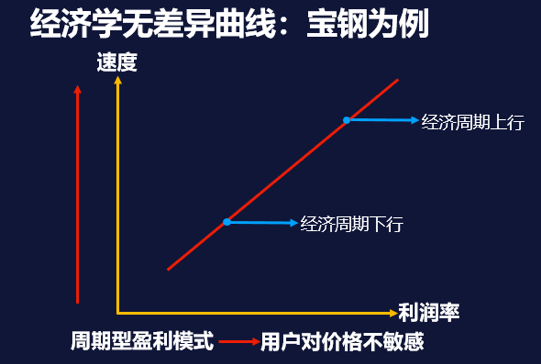 经济学无差异曲线：宝钢为例
速度
经济周期上行
经济周期下行
利润率
周期型盈利模式
用户对价格不敏感